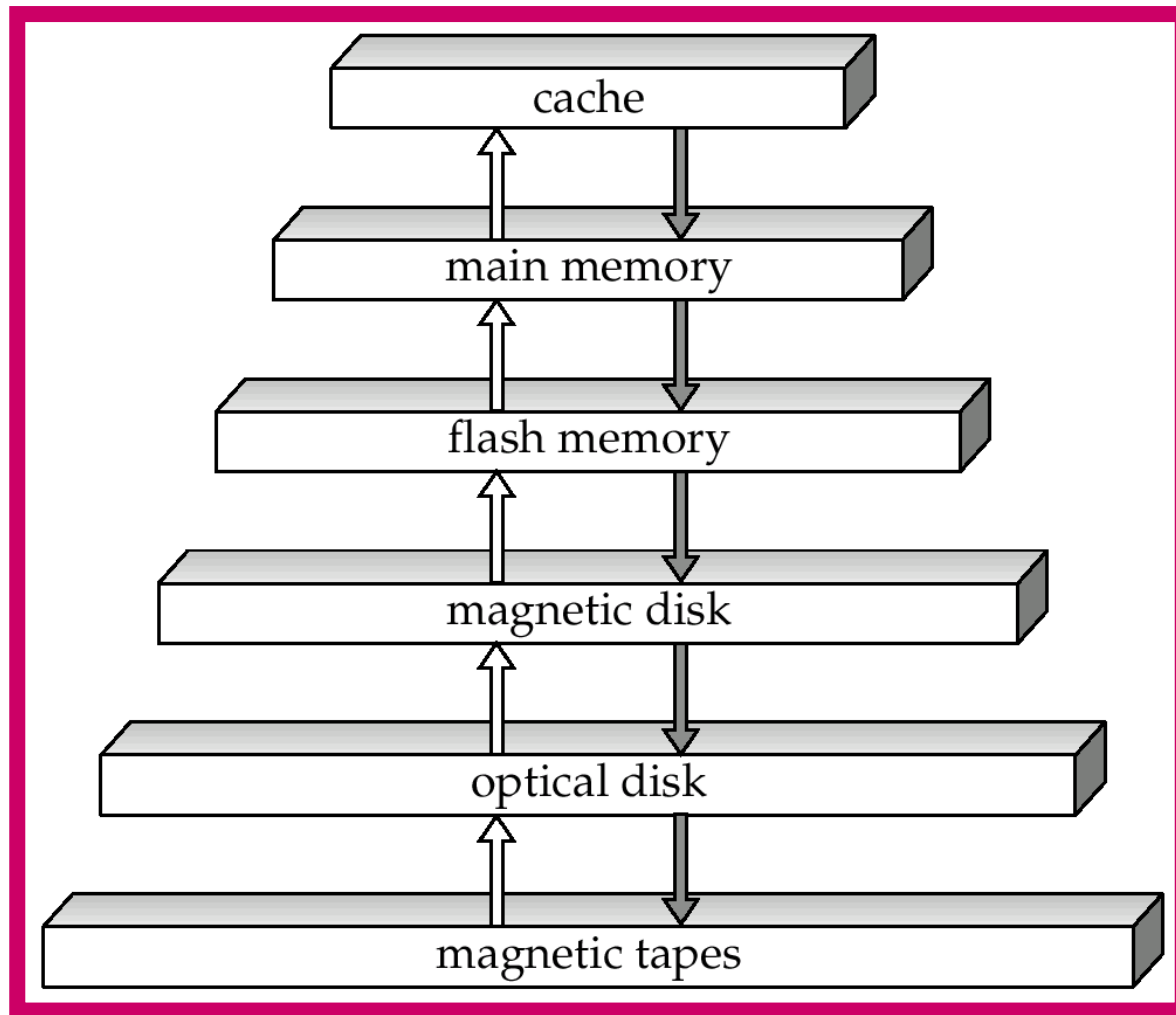 cache
main memory
flash memory
magnetic disk
optical disk
magnetic tapes